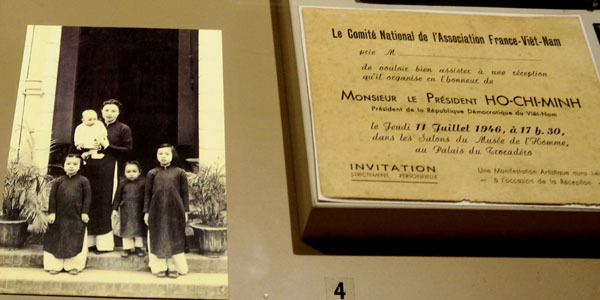 Le Comité National de l'Association France-Viêt-Nam
prie M
de vouloir bien assister à une réception
qu'il organise en l'honneur de
MONSIEUR LE PRÉSIDENT HO-CHI-MINH
Président de la République Démocratique du Viêt-Nam
le Jeudi 11 Juillet 1946, à 17 h. 30,
dans les Salons du Musée de l'Homme,
au Palais du Trocadéro
INVITATION
STRICTEMENT PERSONNELLE
Une Manifestation Artistique aura lie
- à l'occasion de la Réception -
4